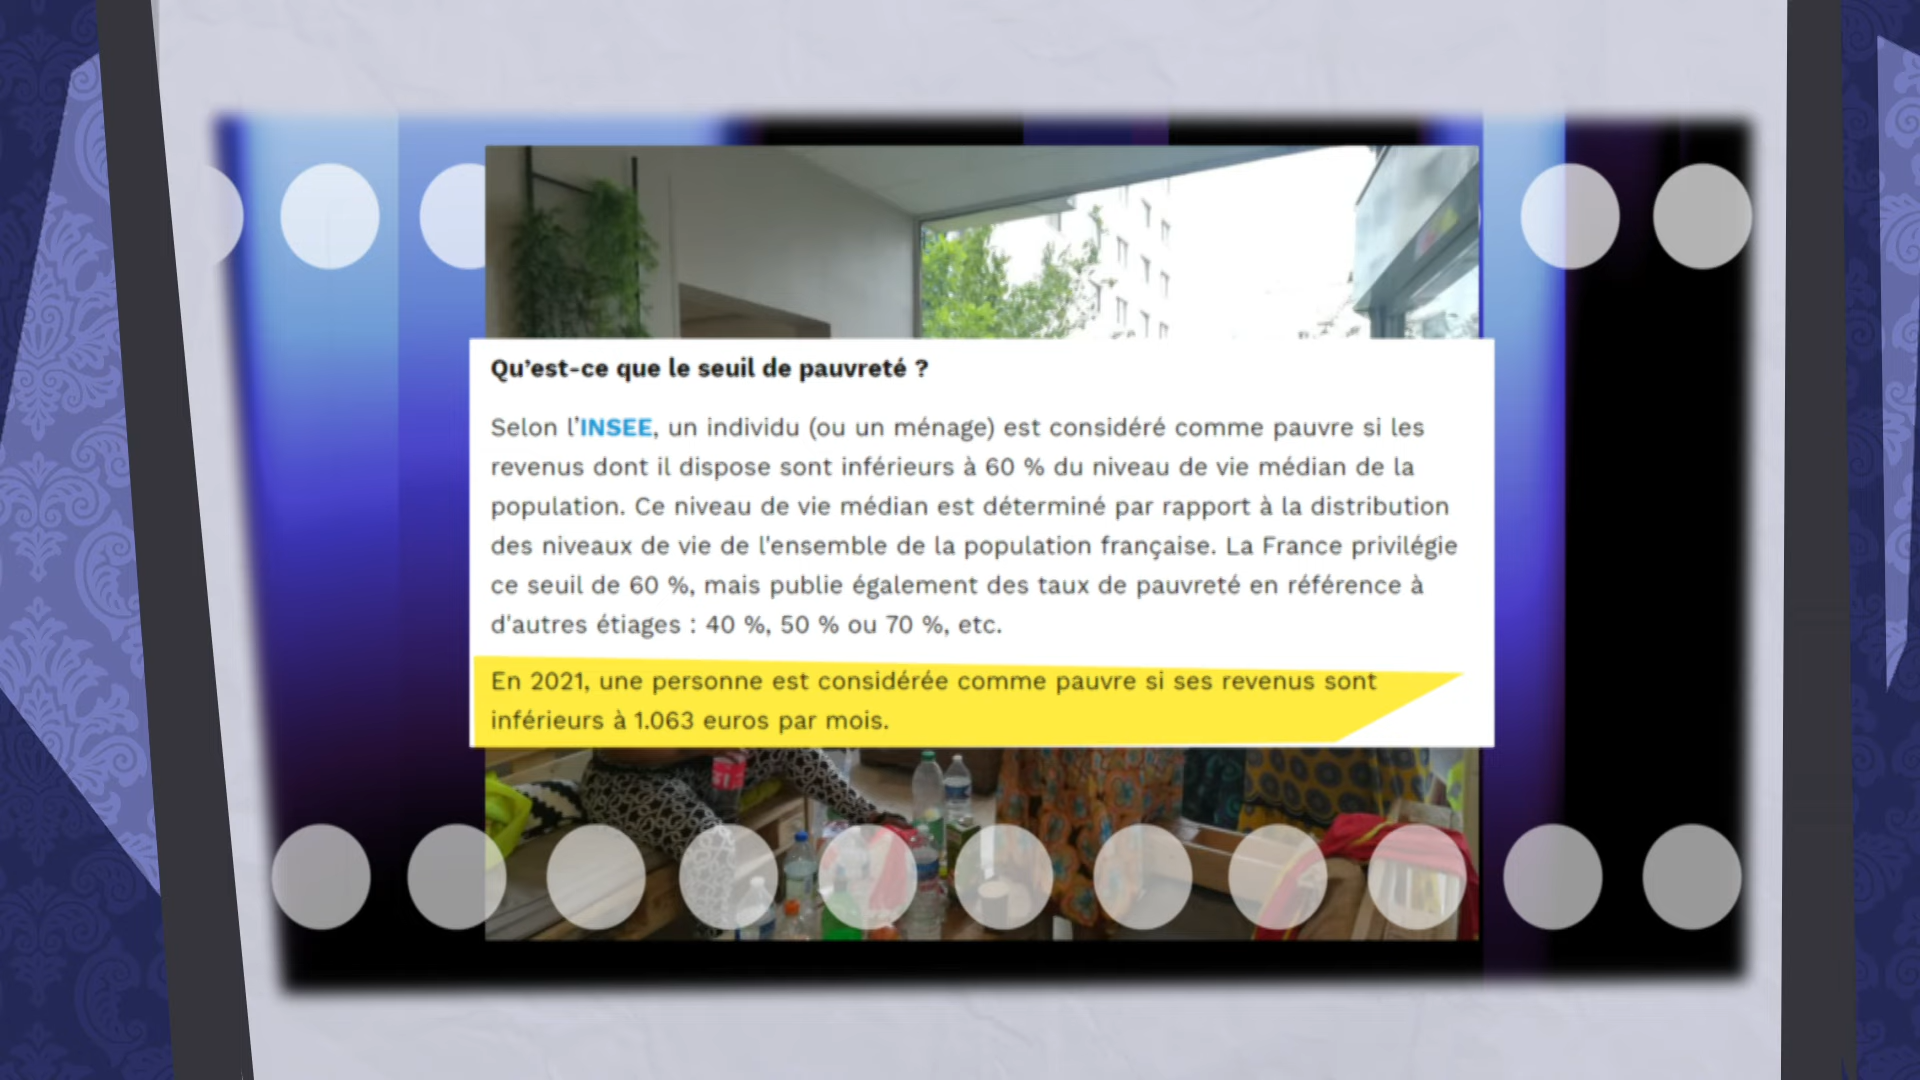 Qu'est-ce que le seuil de pauvreté ?
Selon l'INSEE, un individu (ou un ménage) est considéré comme pauvre si les
revenus dont il dispose sont inférieurs à 60 % du niveau de vie médian de la
population. Ce niveau de vie médian est déterminé par rapport à la distribution
des niveaux de vie de l'ensemble de la population française. La France privilégie
ce seuil de 60 %, mais publie également des taux de pauvreté en référence à
d'autres étiages : 40 %, 50 % ou 70 %, etc.
En 2021, une personne est considérée comme pauvre si ses revenus sont
inférieurs à 1.063 euros par mois.